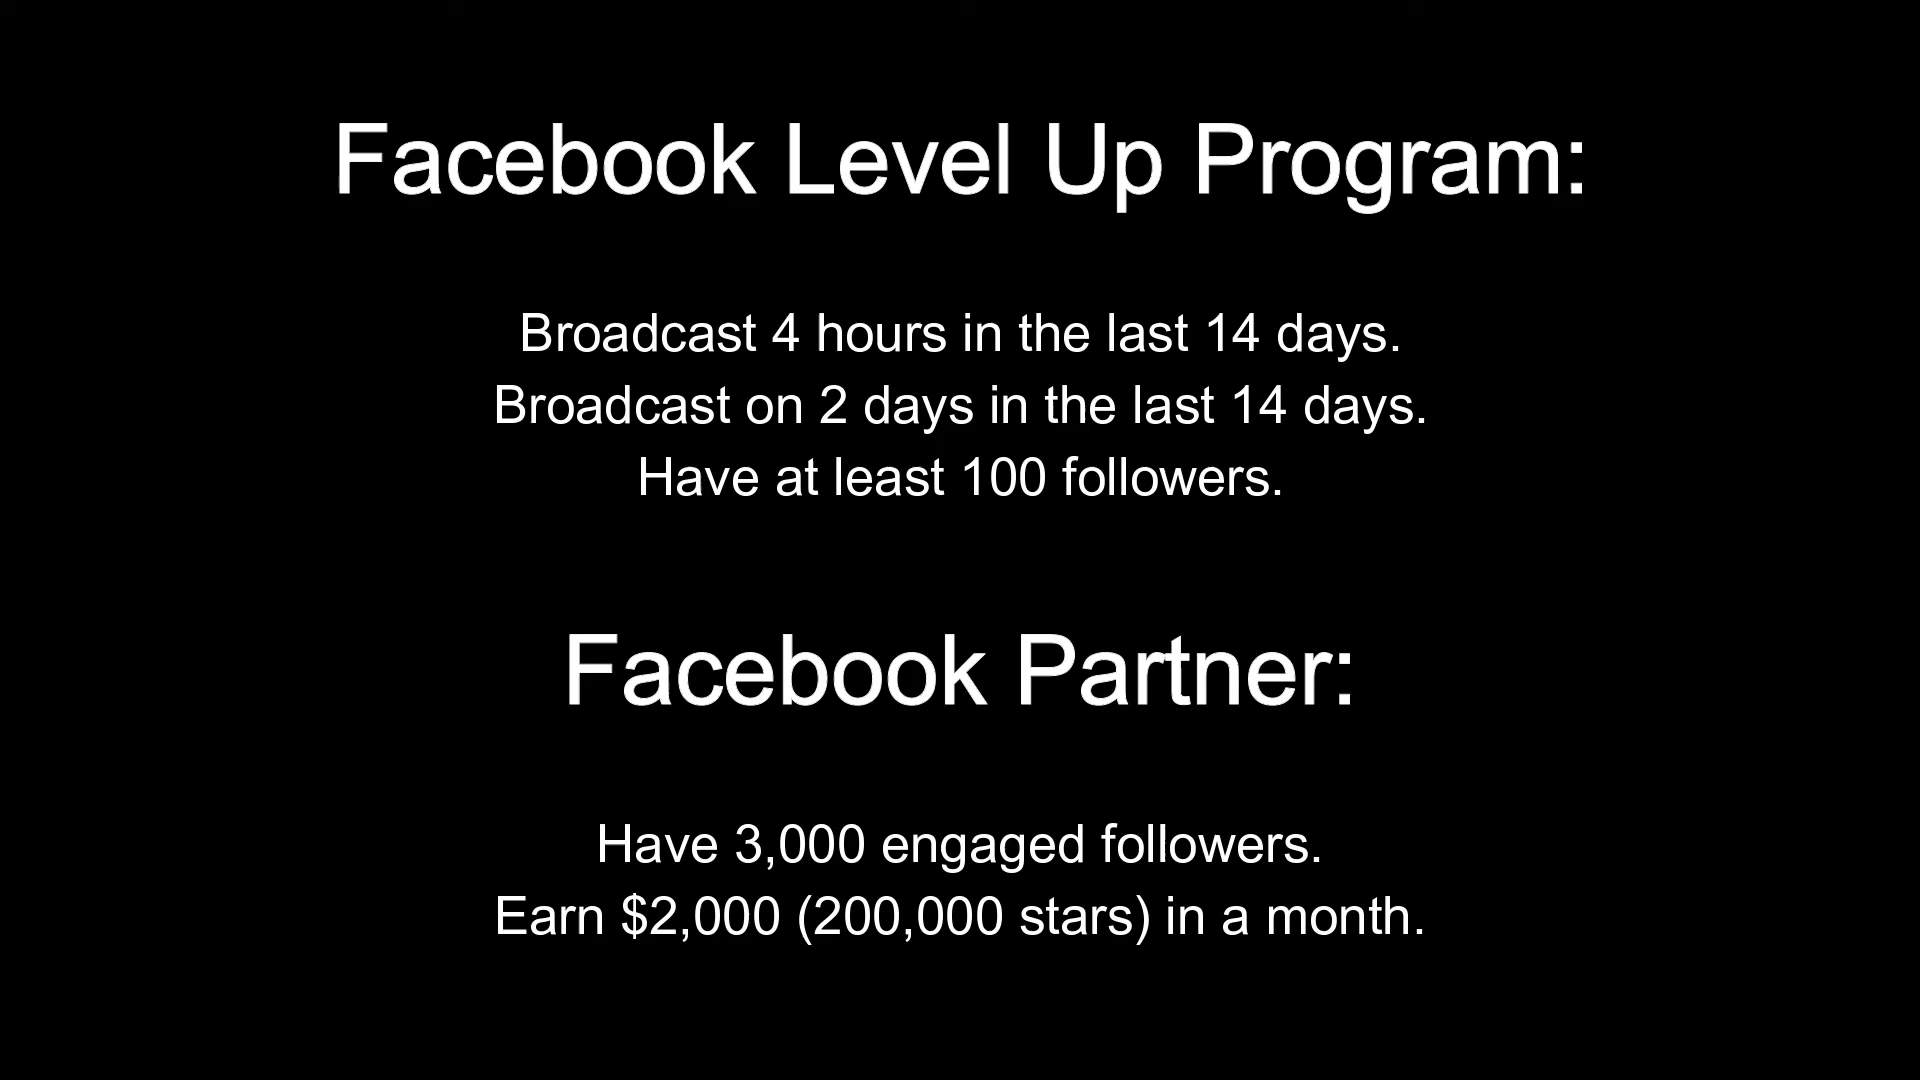 Facebook Level Up Program:
Broadcast 4 hours in the last 14 days.
Broadcast on 2 days in the last 14 days.
Have at least 100 followers.
Facebook Partner:
Have 3,000 engaged followers.
Earn $2,000 (200,000 stars) in a month.